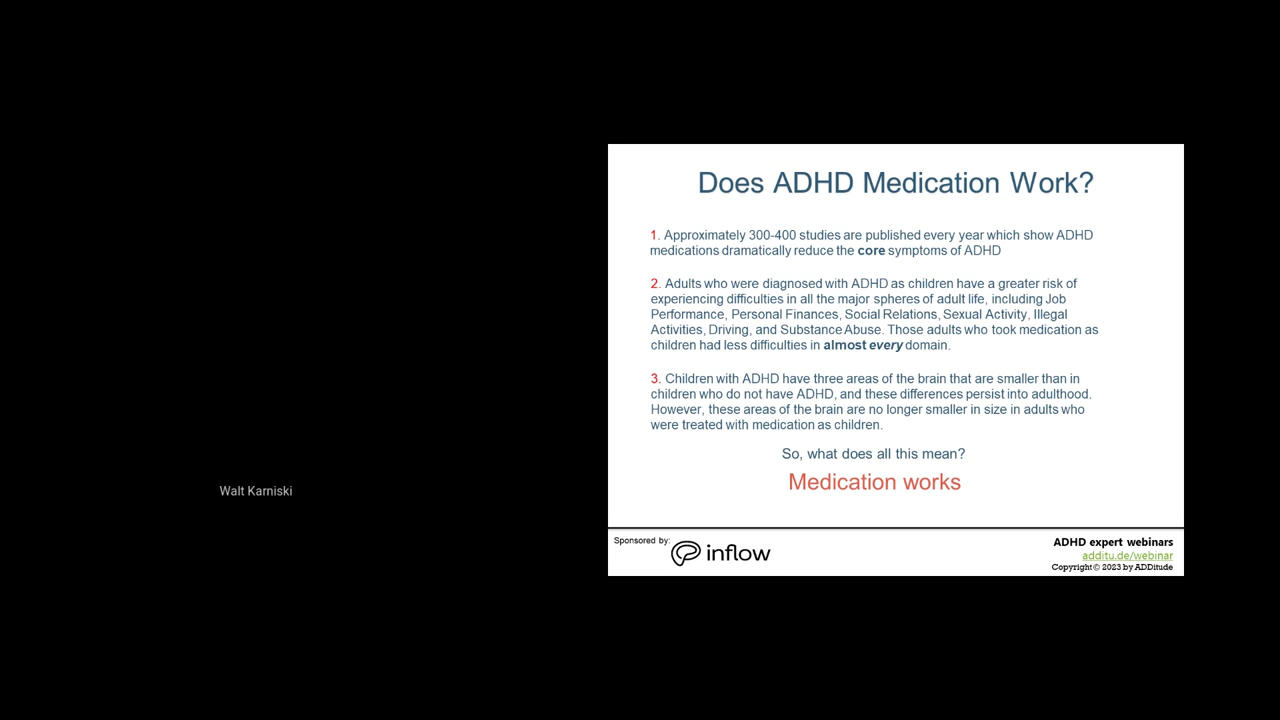 Does ADHD Medication Work?
1. Approximately 300-400 studies are published every year which show ADHD
medications dramatically reduce the core symptoms of ADHD
2. Adults who were diagnosed with ADHD as children have a greater risk of
experiencing difficulties in all the major spheres of adult life, including Job
Performance, Personal Finances, Social Relations, Sexual Activity, Illegal
Activities, Driving, and Substance Abuse. Those adults who took medication as
children had less difficulties in almost every domain.
3. Children with ADHD have three areas of the brain that are smaller than in
children who do not have ADHD, and these differences persist into adulthood.
However, these areas of the brain are no longer smaller in size in adults who
were treated with medication as children.
So, what does all this mean?
Medication works
Walt Karniski
Sponsored by:
inflow
ADHD expert webinars
additu.de/webinar
Copyright © 2023 by ADDitude